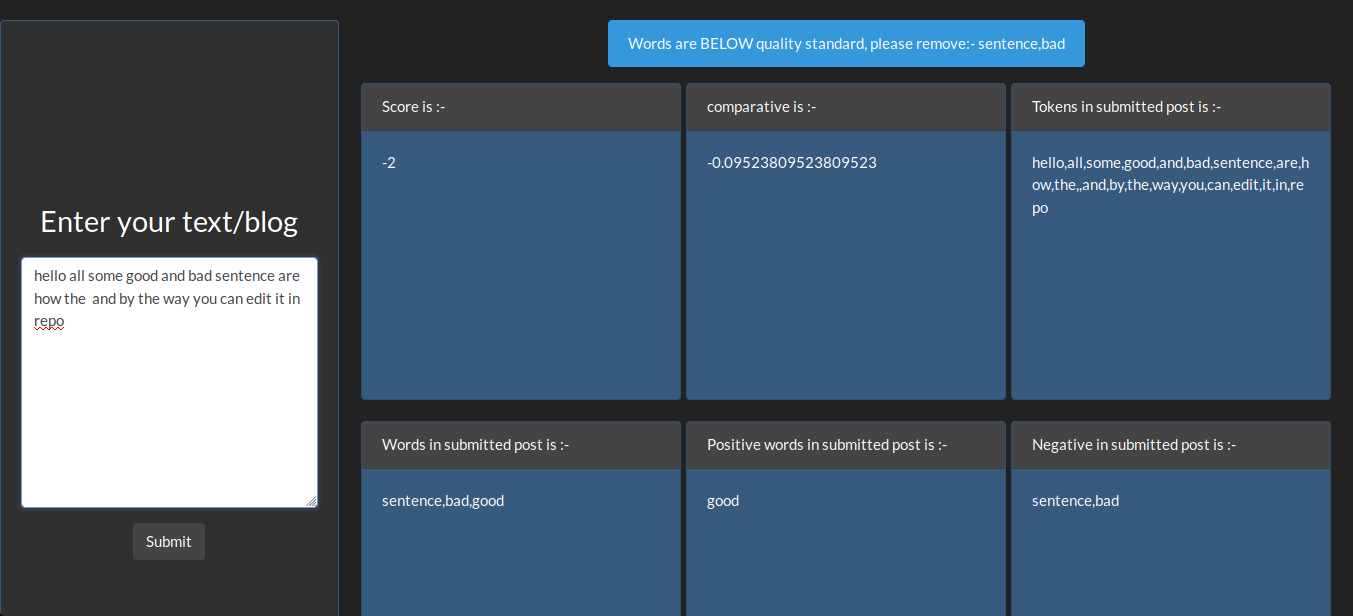 Enter your text/blog
hello all some good and bad sentence are
how the  and by the way you can edit it in
repo
Submit
Words are BELOW quality standard, please remove:- sentence,bad
Score is :-
-2
comparative is :-
-0.09523809523809523
Tokens in submitted post is :-
hello,all,some,good,and,bad,sentence,are,h
ow,the,,and,by,the,way,you,can,edit,it,in,re
po
Words in submitted post is :-
sentence,bad,good
Positive words in submitted post is :-
good
Negative in submitted post is :-
sentence,bad